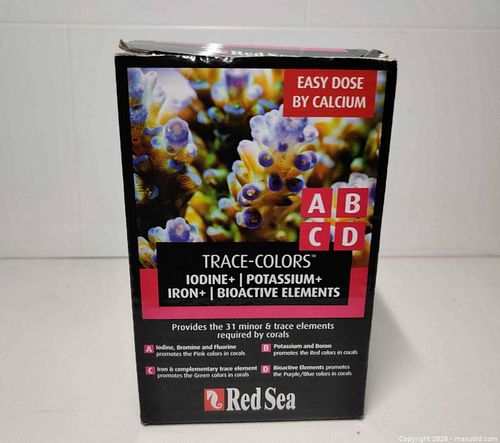 Red Sea
EASY DOSE
BY CALCIUM
A B
C D
TRACE-COLORS™
IODINE+ | POTASSIUM+
IRON+ | BIOACTIVE ELEMENTS
Provides the 31 minor & trace elements
required by corals
A Iodine, Bromine and Fluorine
promotes the Pink colors in corals
B Potassium and Boron
promotes the Red colors in corals
C Iron & complementary trace element
promotes the Green colors in corals
D Bioactive Elements promotes
the Purple/Blue colors in corals
Red Sea
Copyright 2026 - maxsold.com